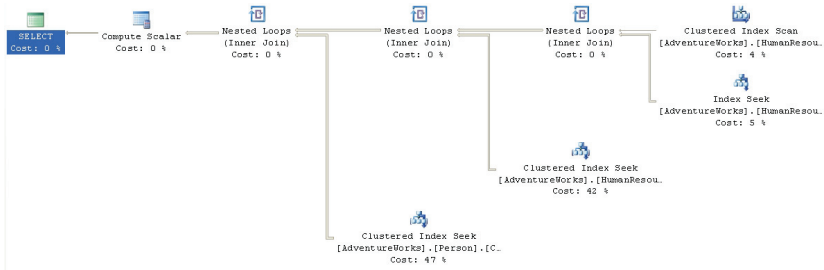 SELECT
Cost: 0 %
Compute Scalar
Cost: 0 %
Nested Loops
(Inner Join)
Cost: 0 %
Nested Loops
(Inner Join)
Cost: 0 %
Nested Loops
(Inner Join)
Cost: 0 %
Clustered Index Scan
[AdventureWorks].[HumanResou…
Cost: 4 %
Index Seek
[AdventureWorks].[HumanResou…
Cost: 5 %
Clustered Index Seek
[AdventureWorks].[HumanResou…
Cost: 42 %
Clustered Index Seek
[AdventureWorks].[Person].[C…
Cost: 47 %